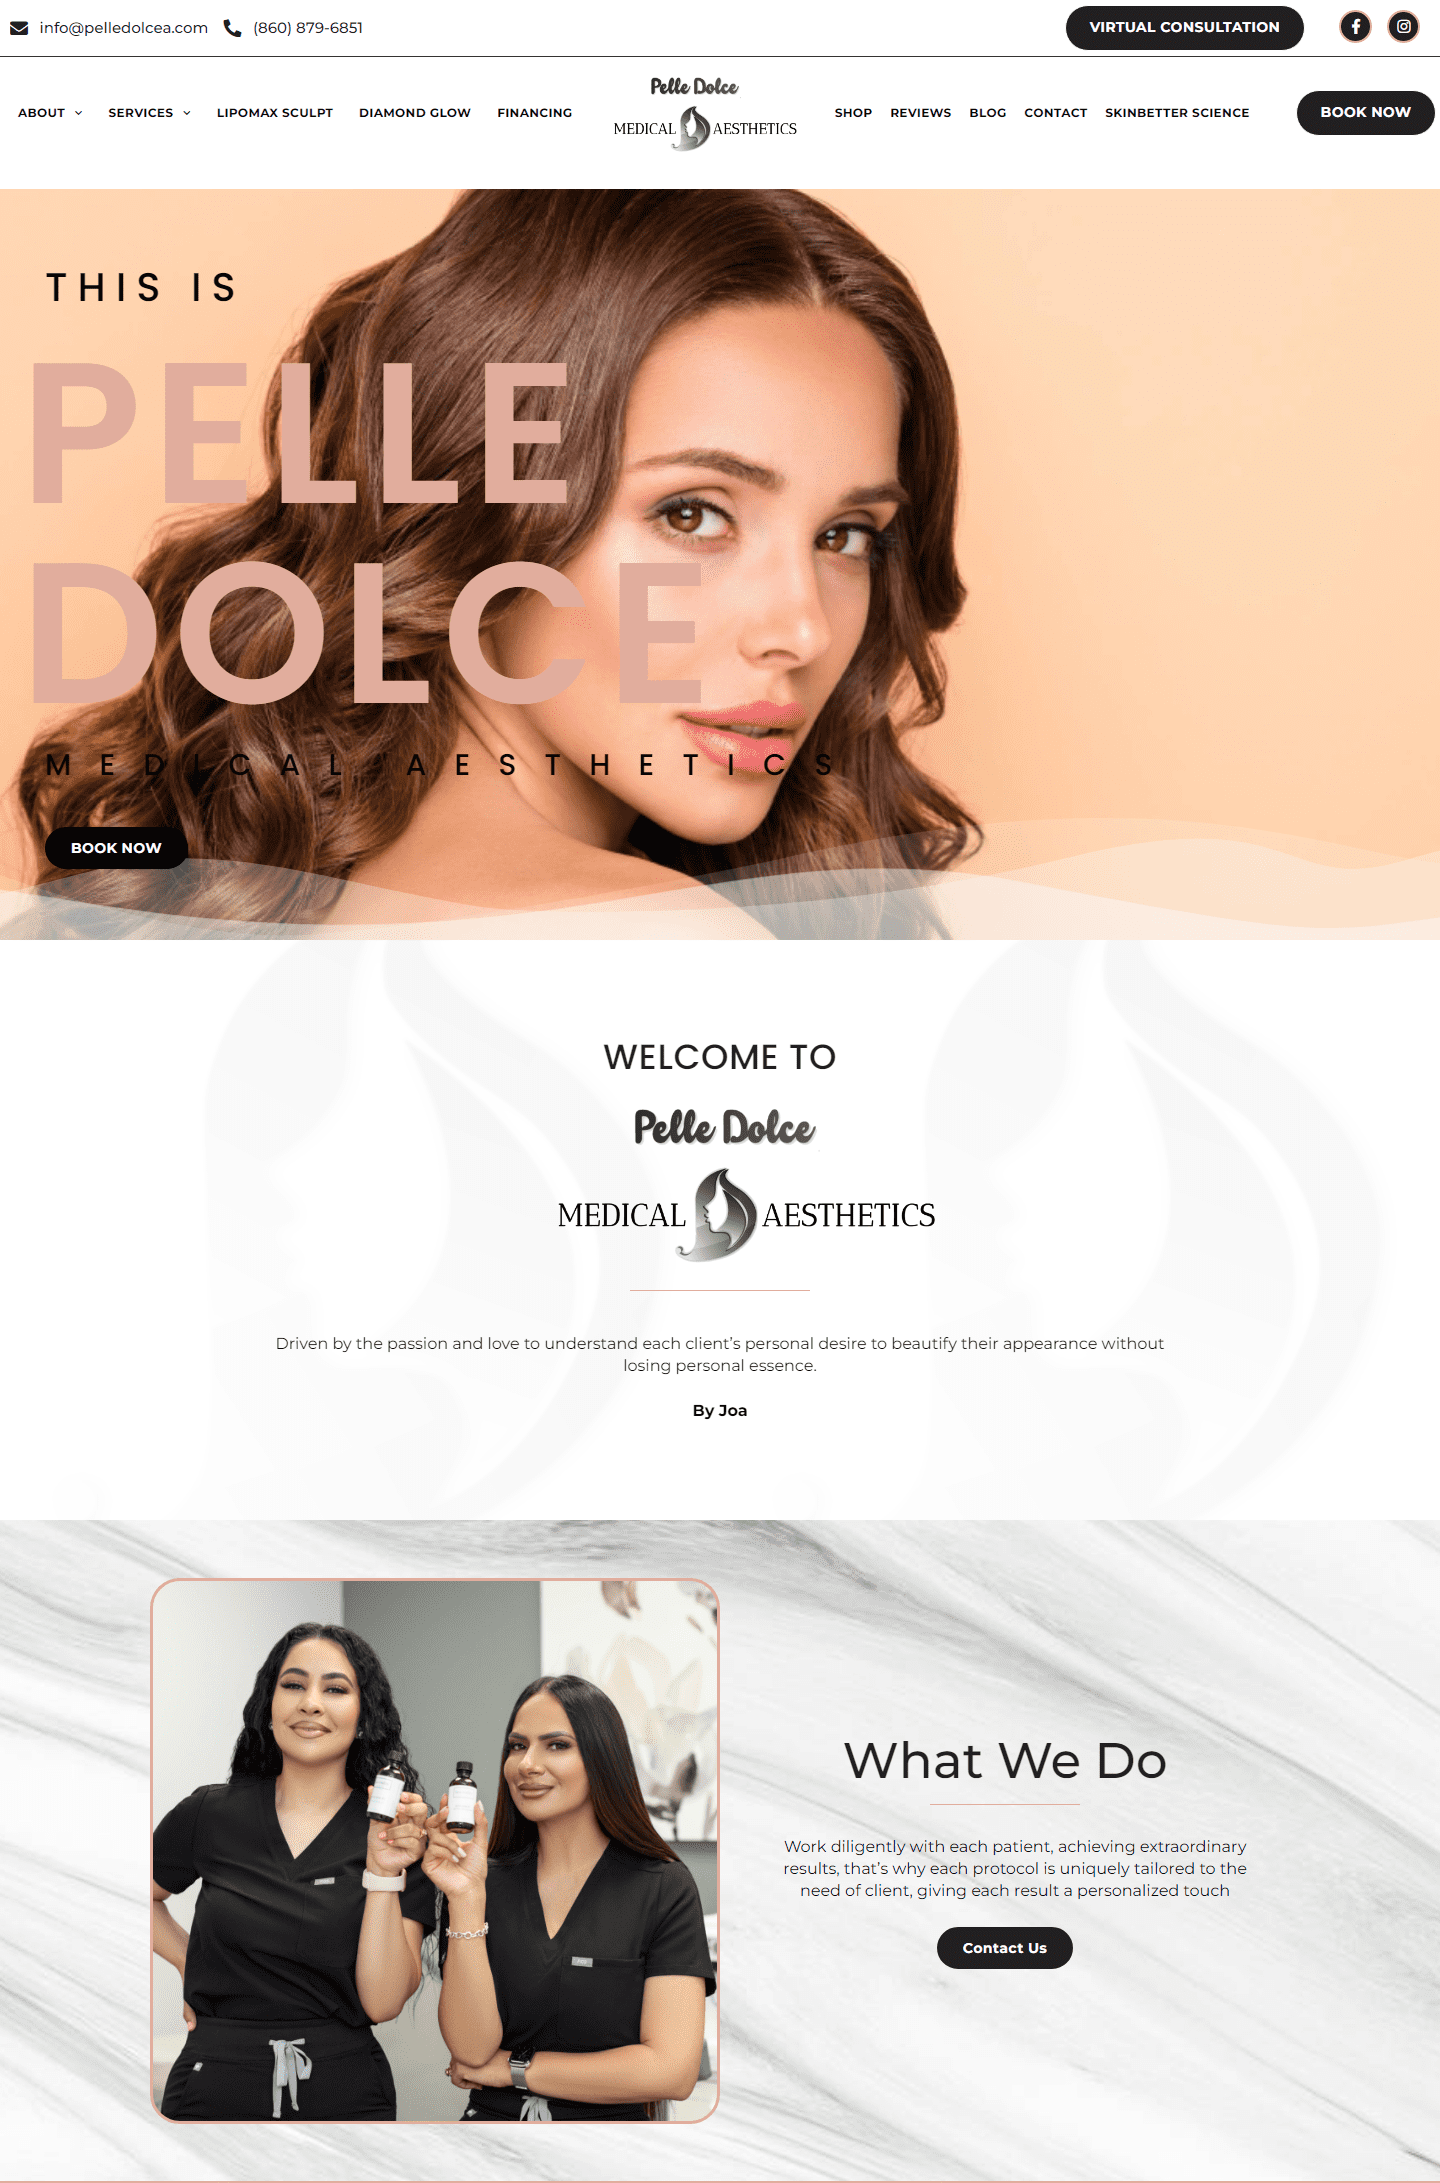 info@pelledolcea.com (860) 879-6851 VIRTUAL CONSULTATION
ABOUT SERVICES LIPOMAX SCULPT DIAMOND GLOW FINANCING
Pelle Dolce
MEDICAL AESTHETICS
SHOP REVIEWS BLOG CONTACT SKINBETTER SCIENCE BOOK NOW
THIS IS
PELLE
DOLCE
MEDICAL AESTHETICS
BOOK NOW
WELCOME TO
Pelle Dolce
MEDICAL AESTHETICS
Driven by the passion and love to understand each client’s personal desire to beautify their appearance without
losing personal essence.
By Joa
What We Do
Work diligently with each patient, achieving extraordinary
results, that’s why each protocol is uniquely tailored to the
need of client, giving each result a personalized touch
Contact Us